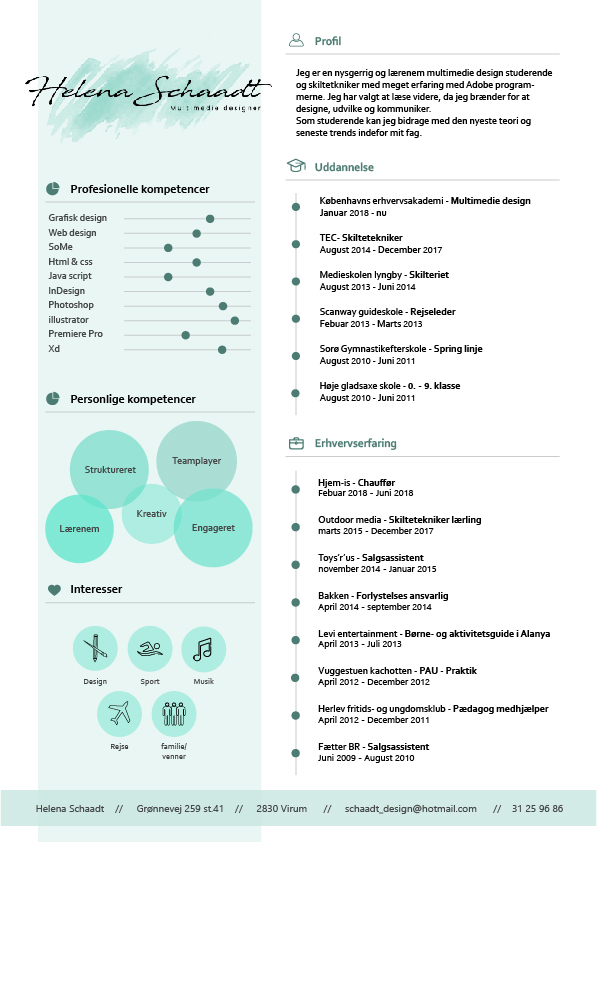 Helena Schaadt
Multimedie designer
Profesionelle kompetencer
Grafisk design
Web design
SoMe
Html & css
Java script
InDesign
Photoshop
illustrator
Premiere Pro
Xd
Personlige kompetencer
Struktureret
Teamplayer
Kreativ
Lærenem
Engageret
Interesser
Design
Sport
Musik
Rejse
familie/
venner
Profil
Jeg er en nysgerrig og lærenem multimedie design studerende
og skiltetkniker med meget erfaring med Adobe program-
merne. Jeg har valgt at læse videre, da jeg brænder for at
designe, udvilke og kommuniker.
Som studerende kan jeg bidrage med den nyeste teori og
seneste trends indefor mit fag.
Uddannelse
Københavns erhvervsakademi - Multimedie design
Januar 2018 - nu
TEC- Skiltetekniker
August 2014 - December 2017
Medieskolen lyngby - Skilteriet
August 2013 - Juni 2014
Scanway guideskole - Rejseleder
Febuar 2013 - Marts 2013
Sorø Gymnastikefterskole - Spring linje
August 2010 - Juni 2011
Høje gladsaxe skole - 0. - 9. klasse
August 2010 - Juni 2011
Erhvervserfaring
Hjem-is - Chauffør
Febuar 2018 - Juni 2018
Outdoor media - Skiltetekniker lærling
marts 2015 - December 2017
Toys'r'us - Salgsassistent
november 2014 - Januar 2015
Bakken - Forlystelses ansvarlig
April 2014 - september 2014
Levi entertainment - Børne- og aktivitetsguide i Alanya
April 2013 - Juli 2013
Vuggestuen kachotten - PAU - Praktik
April 2012 - December 2012
Herlev fritids- og ungdomsklub - Pædagog medhjælper
April 2012 - December 2011
Fætter BR - Salgsassistent
Juni 2009 - August 2010
Helena Schaadt // Grønnevej 259 st.41 // 2830 Virum // schaadt_design@hotmail.com // 31 25 96 86